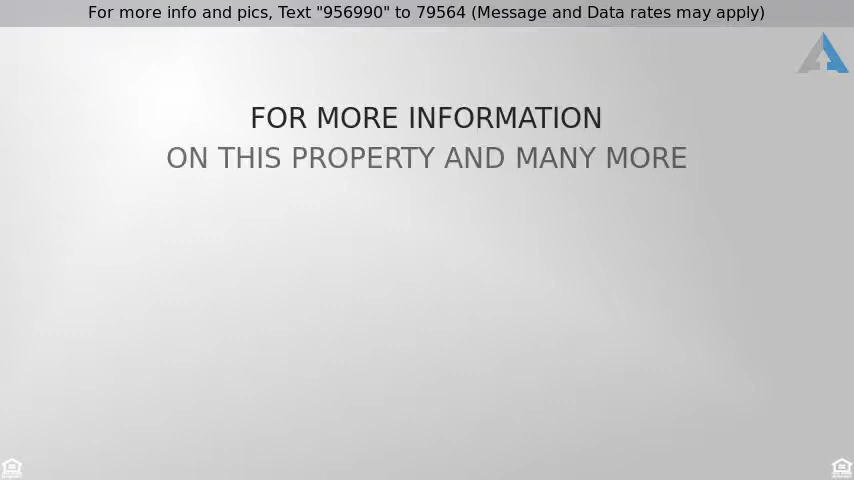 For more info and pics, Text "956990" to 79564 (Message and Data rates may apply)
FOR MORE INFORMATION
ON THIS PROPERTY AND MANY MORE